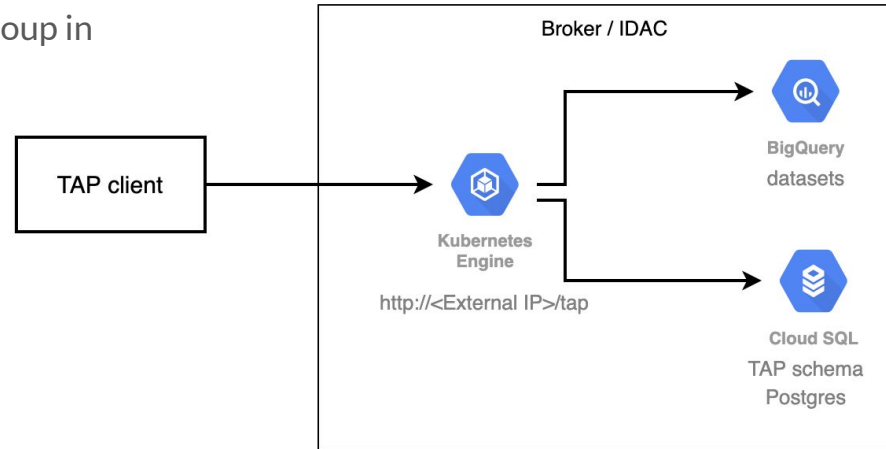 oup in
Broker / IDAC
TAP client
Kubernetes
Engine
http://<External IP>/tap
BigQuery
datasets
Cloud SQL
TAP schema
Postgres